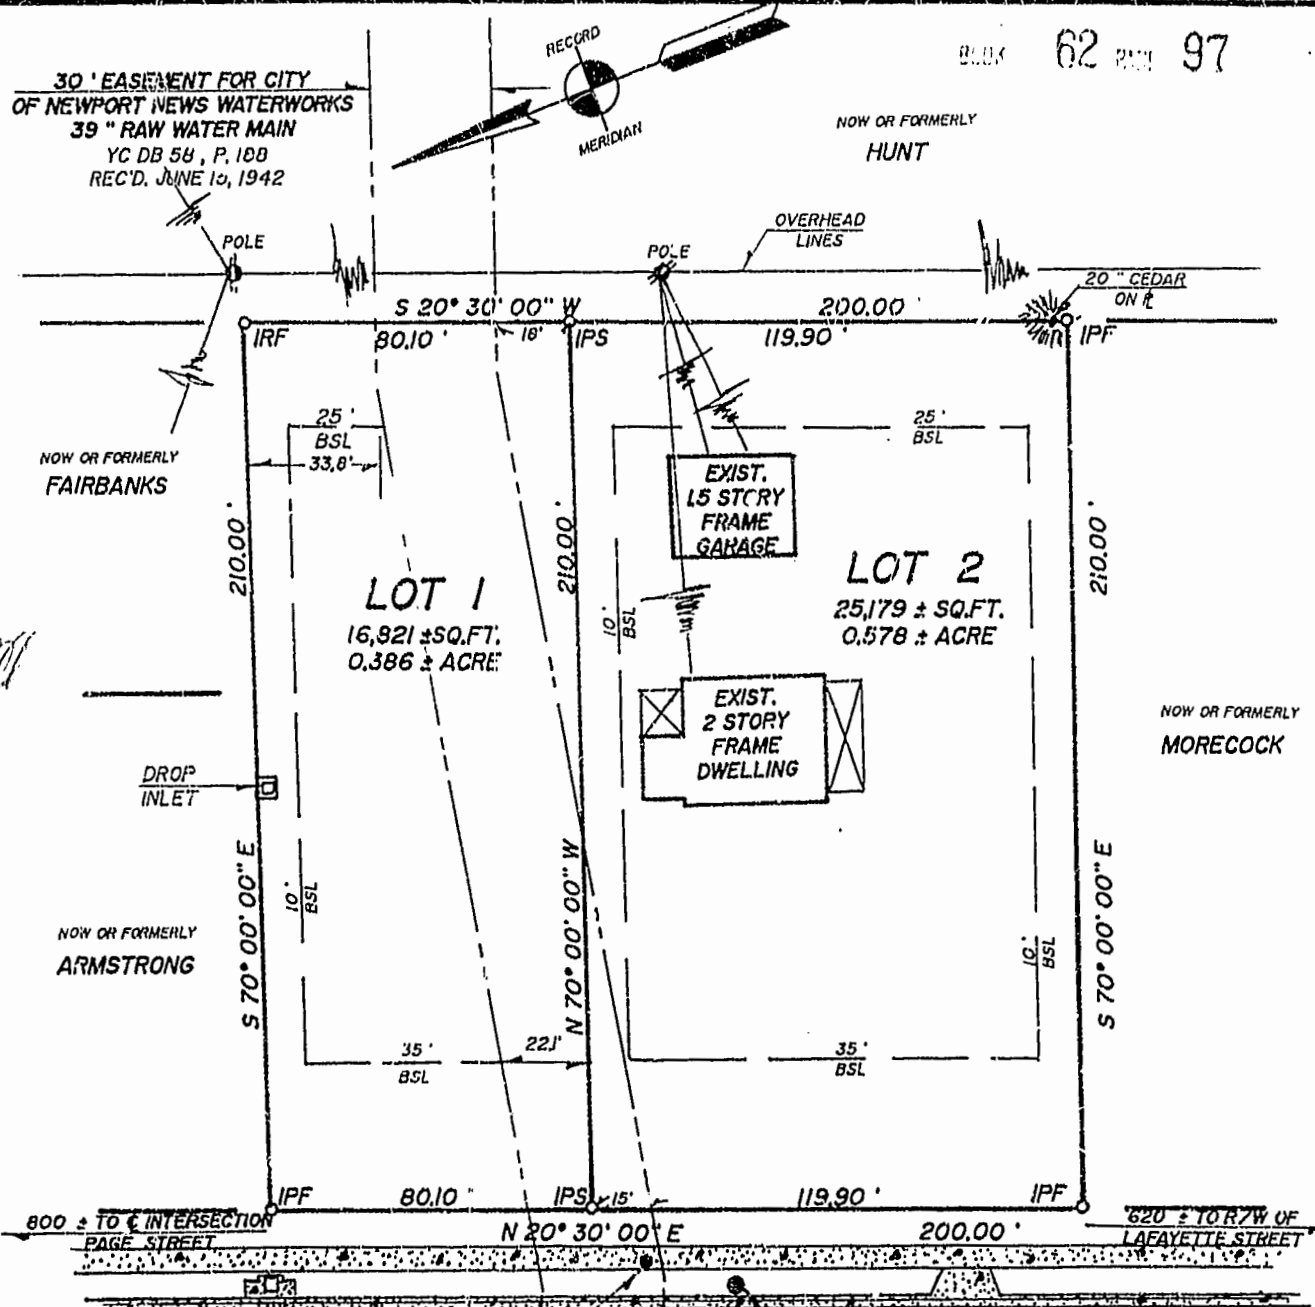 62 97
30 ' EASEMENT FOR CITY
OF NEWPORT NEWS WATERWORKS
39 " RAW WATER MAIN
YC DB 58 , P. 188
REC'D. JUNE 1942
RECORD
MERIDIAN
NOW OR FORMERLY
HUNT
POLE
POLE
OVERHEAD
LINES
20 " CEDAR
ON ℄
S 20° 30' 00" W
200.00 '
IRF
80.10 '
18'
IPS
119.90 '
IPF
25 '
BSL
33.8'
25 '
BSL
NOW OR FORMERLY
FAIRBANKS
EXIST.
1.5 STORY
FRAME
GARAGE
210.00 '
210.00 '
210.00 '
LOT 1
16,821 ± SQ.FT.
0.386 ± ACRE
LOT 2
25,179 ± SQ.FT.
0.578 ± ACRE
10'
BSL
EXIST.
2 STORY
FRAME
DWELLING
NOW OR FORMERLY
MORECOCK
DROP
INLET
S 70° 00' 00" E
N 70° 00' 00" W
S 70° 00' 00" E
10'
BSL
NOW OR FORMERLY
ARMSTRONG
10'
BSL
35 '
BSL
22.1'
35 '
BSL
IPF
80.10 '
IPS
15'
119.90 '
IPF
800 ± TO ℄ INTERSECTION
PAGE STREET
N 20° 30' 00" E
200.00 '
620 ± TO R/W OF
LAFAYETTE STREET